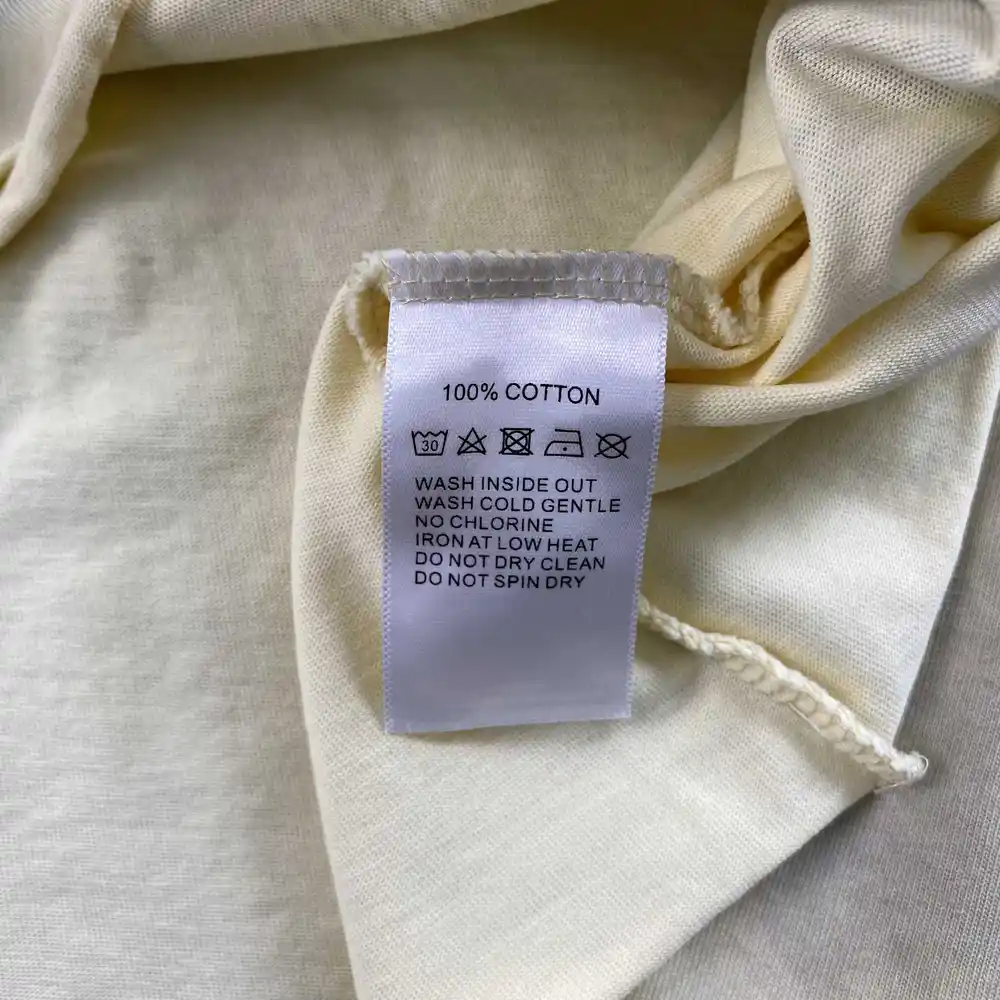 100% COTTON
30
WASH INSIDE OUT
WASH COLD GENTLE
NO CHLORINE
IRON AT LOW HEAT
DO NOT DRY CLEAN
DO NOT SPIN DRY